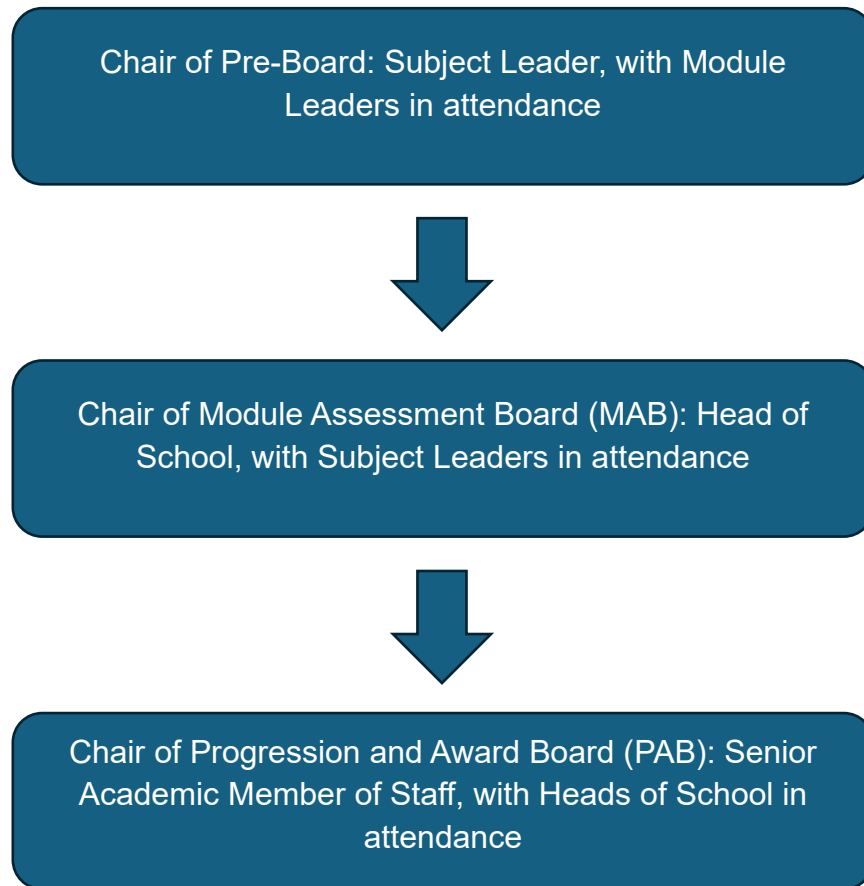 Chair of Pre-Board: Subject Leader, with Module
Leaders in attendance
Chair of Module Assessment Board (MAB): Head of
School, with Subject Leaders in attendance
Chair of Progression and Award Board (PAB): Senior
Academic Member of Staff, with Heads of School in
attendance